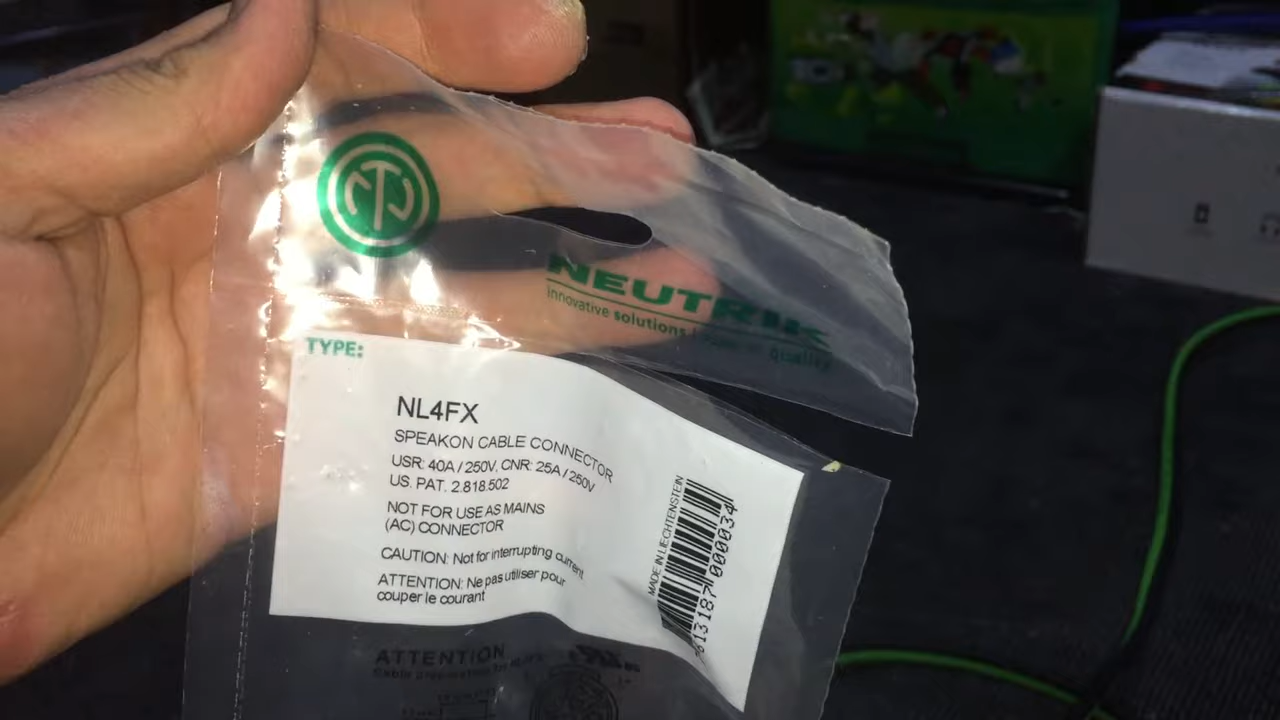 NEUTRIK
innovative solutions |
quality
TYPE:
NL4FX
SPEAKON CABLE CONNECTOR
USR: 40A / 250V, CNR: 25A / 250V
US. PAT. 2.818.502
NOT FOR USE AS MAINS
(AC) CONNECTOR
CAUTION: Not for interrupting current
ATTENTION: Ne pas utiliser pour
couper le courant
MADE IN LIECHTENSTEIN
7613187000034
ATTENTION